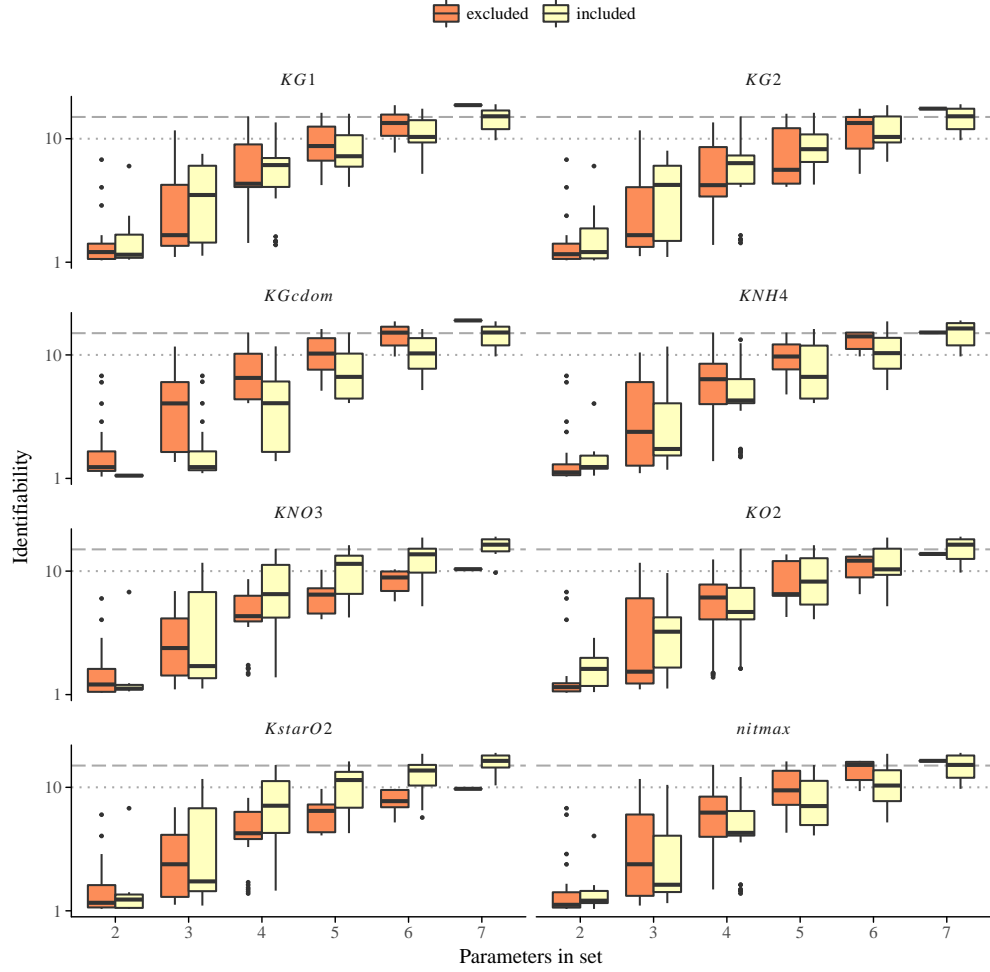 excluded included
KG1 KG2
10
1
KGcdom KNH4
10
1
KNO3 KO2
10
1
KstarO2 nitmax
10
1
2 3 4 5 6 7 2 3 4 5 6 7
Parameters in set
Identifiability